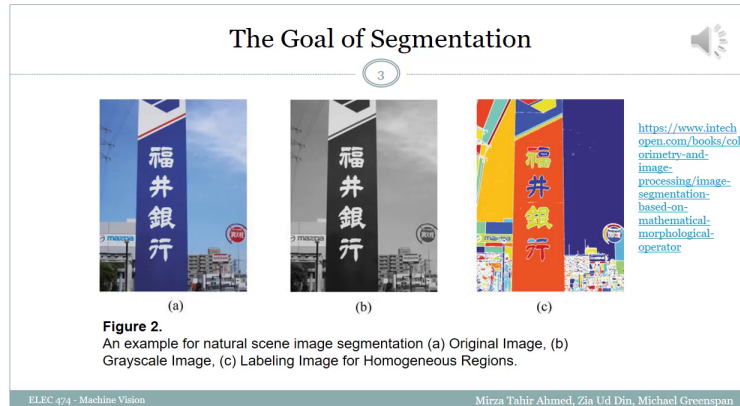 The Goal of Segmentation
3
福
井
銀
行
mazda
福
井
銀
行
mazda
福
井
銀
行
mazda
https://www.intech
open.com/books/col
orimetry-and-
image-
processing/image-
segmentation-
based-on-
mathematical-
morphological-
operator
(a)
(b)
(c)
Figure 2.
An example for natural scene image segmentation (a) Original Image, (b)
Grayscale Image, (c) Labeling Image for Homogeneous Regions.
ELEC 474 - Machine Vision
Mirza Tahir Ahmed, Zia Ud Din, Michael Greenspan